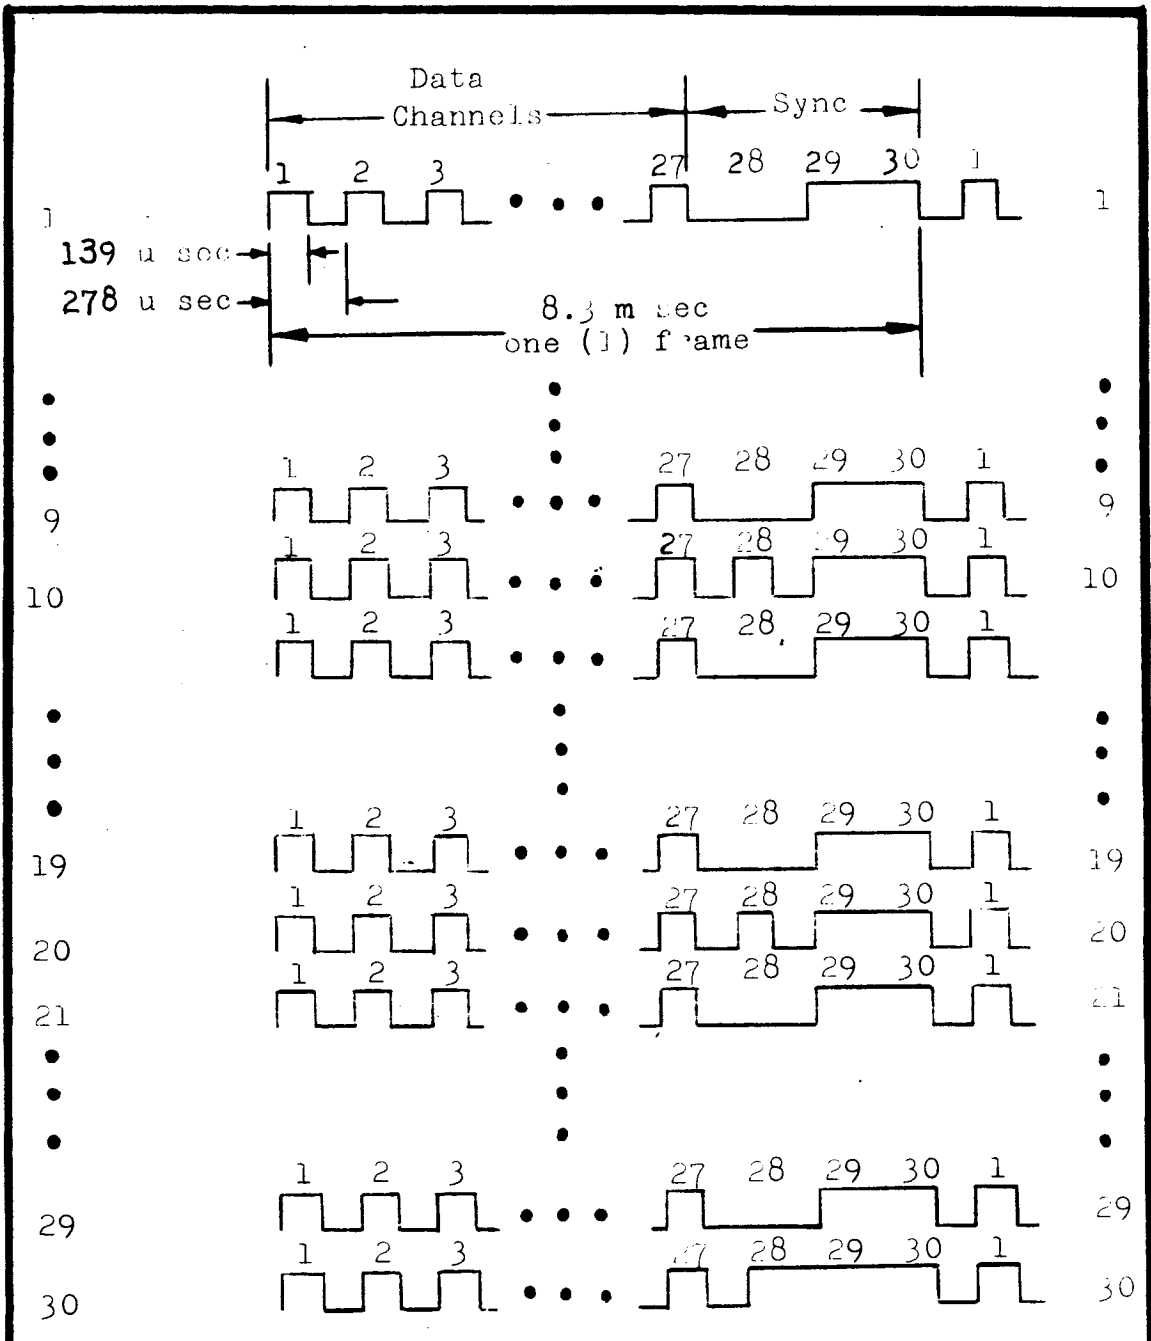 Data
Channels
Sync
1 2 3 27 28 29 30 1
1 1
139 u sec
278 u sec
8.3 m sec
one (1) frame
1 2 3 27 28 29 30 1
9 9
1 2 3 27 28 29 30 1
10 10
1 2 3 27 28 29 30 1
1 2 3 27 28 29 30 1
19 19
1 2 3 27 28 29 30 1
20 20
1 2 3 27 28 29 30 1
21 21
1 2 3 27 28 29 30 1
29 29
1 2 3 27 28 29 30 1
30 30